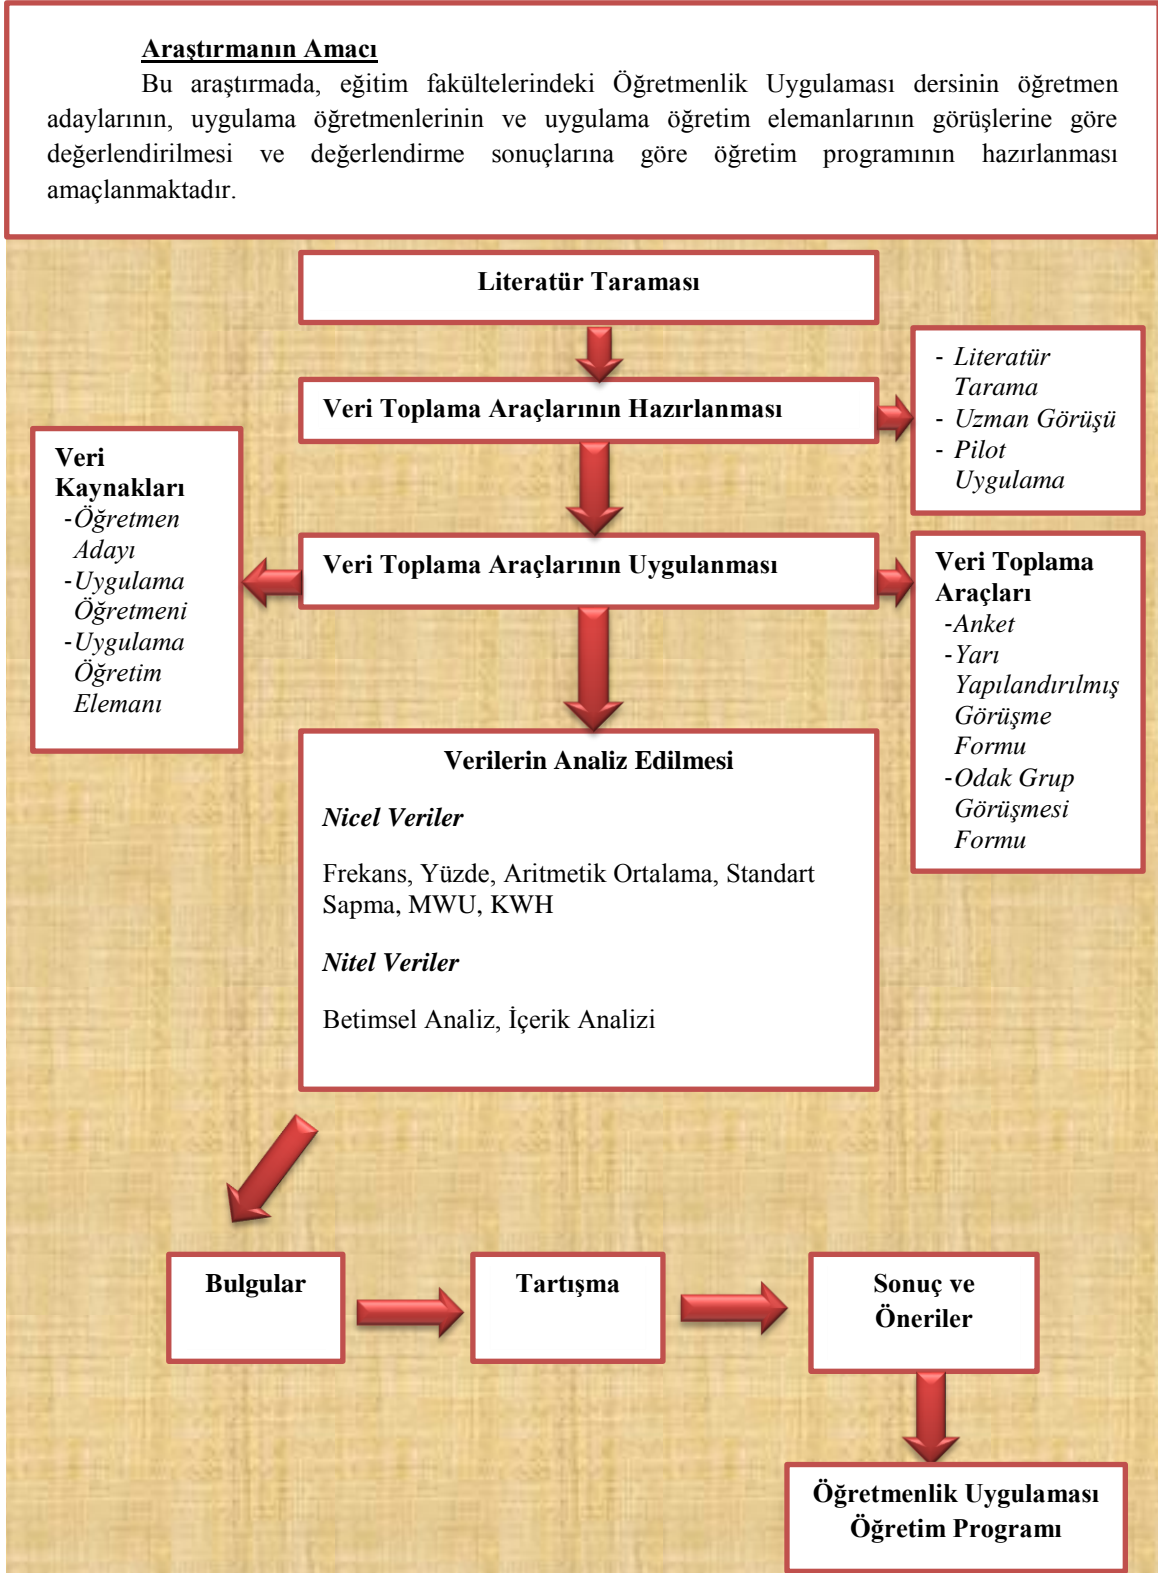 Araştırmanın Amacı
Bu araştırmada, eğitim fakültelerindeki Öğretmenlik Uygulaması dersinin öğretmen
adaylarının, uygulama öğretmenlerinin ve uygulama öğretim elemanlarının görüşlerine göre
değerlendirilmesi ve değerlendirme sonuçlarına göre öğretim programının hazırlanması
amaçlanmaktadır.
Literatür Taraması
Veri Toplama Araçlarının Hazırlanması
- Literatür
Tarama
- Uzman Görüşü
- Pilot
Uygulama
Veri
Kaynakları
-Öğretmen
Adayı
-Uygulama
Öğretmeni
-Uygulama
Öğretim
Elemanı
Veri Toplama Araçlarının Uygulanması
Veri Toplama
Araçları
-Anket
-Yarı
Yapılandırılmış
Görüşme
Formu
-Odak Grup
Görüşmesi
Formu
Verilerin Analiz Edilmesi
Nicel Veriler
Frekans, Yüzde, Aritmetik Ortalama, Standart
Sapma, MWU, KWH
Nitel Veriler
Betimsel Analiz, İçerik Analizi
Bulgular
Tartışma
Sonuç ve
Öneriler
Öğretmenlik Uygulaması
Öğretim Programı